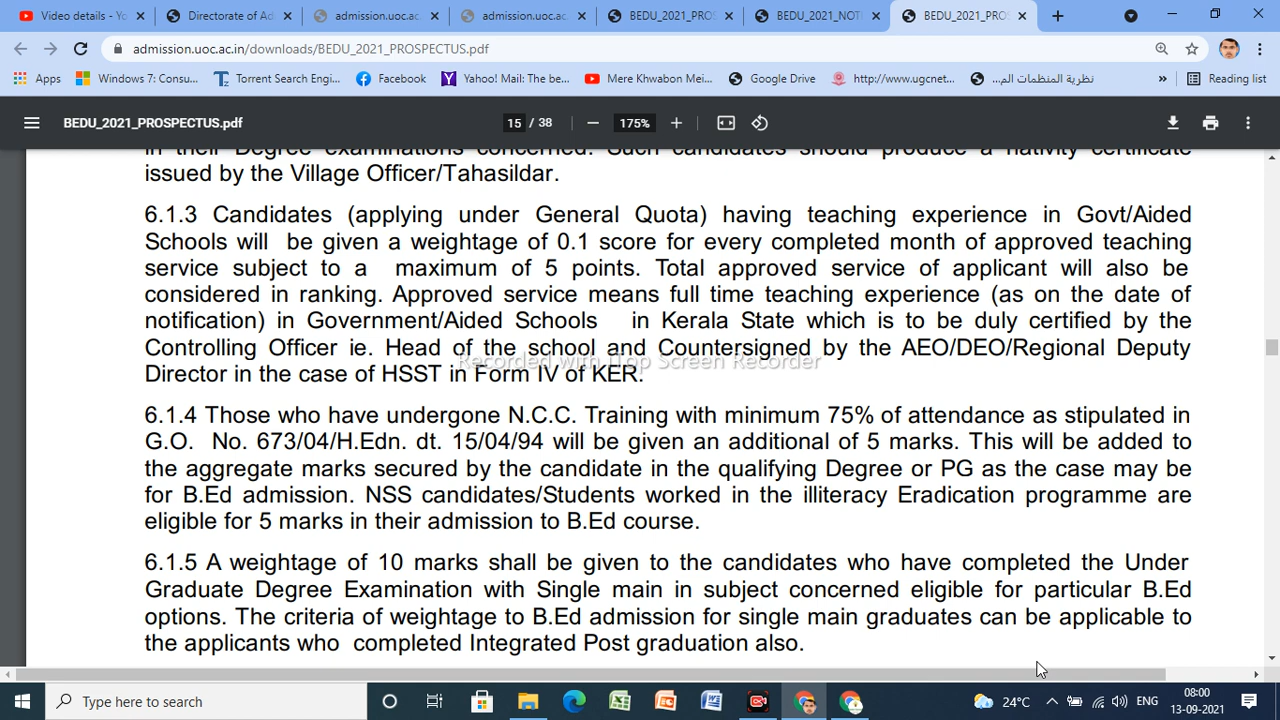 Video details - Yo
Directorate of Ad
admission.uoc.ac.
admission.uoc.ac.
BEDU_2021_PROS
BEDU_2021_NOTI
BEDU_2021_PROS
admission.uoc.ac.in/downloads/BEDU_2021_PROSPECTUS.pdf
Apps
Windows 7: Consu...
Torrent Search Engi...
Facebook
Yahoo! Mail: The be...
Mere Khwabon Mei...
Google Drive
http://www.ugcnet...
نظرية المنظمات الم...
»
Reading list
BEDU_2021_PROSPECTUS.pdf
15 / 38
175%
in their Degree examinations concerned. Such candidates should produce a nativity certificate
issued by the Village Officer/Tahasildar.
6.1.3 Candidates (applying under General Quota) having teaching experience in Govt/Aided
Schools will be given a weightage of 0.1 score for every completed month of approved teaching
service subject to a maximum of 5 points. Total approved service of applicant will also be
considered in ranking. Approved service means full time teaching experience (as on the date of
notification) in Government/Aided Schools in Kerala State which is to be duly certified by the
Controlling Officer ie. Head of the school and Countersigned by the AEO/DEO/Regional Deputy
Recorded with iTop Screen Recorder
Director in the case of HSST in Form IV of KER.
6.1.4 Those who have undergone N.C.C. Training with minimum 75% of attendance as stipulated in
G.O. No. 673/04/H.Edn. dt. 15/04/94 will be given an additional of 5 marks. This will be added to
the aggregate marks secured by the candidate in the qualifying Degree or PG as the case may be
for B.Ed admission. NSS candidates/Students worked in the illiteracy Eradication programme are
eligible for 5 marks in their admission to B.Ed course.
6.1.5 A weightage of 10 marks shall be given to the candidates who have completed the Under
Graduate Degree Examination with Single main in subject concerned eligible for particular B.Ed
options. The criteria of weightage to B.Ed admission for single main graduates can be applicable to
the applicants who completed Integrated Post graduation also.
Type here to search
24°C
ENG
08:00
13-09-2021